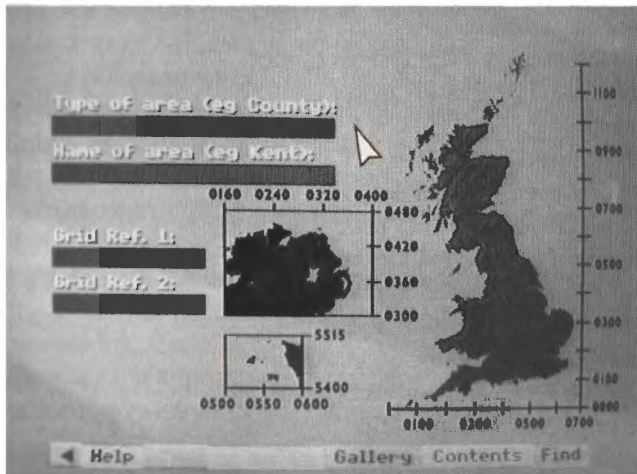 Type of area (eg County):
Name of area (eg Kent):
0160 0240 0320 0400
0480
0420
0360
0300
Grid Ref. 1:
Grid Ref. 2:
5515
5400
0500 0550 0600
1100
0900
0700
0500
0300
0100
0000
0100 0300 0500 0700
Help Gallery Contents Find